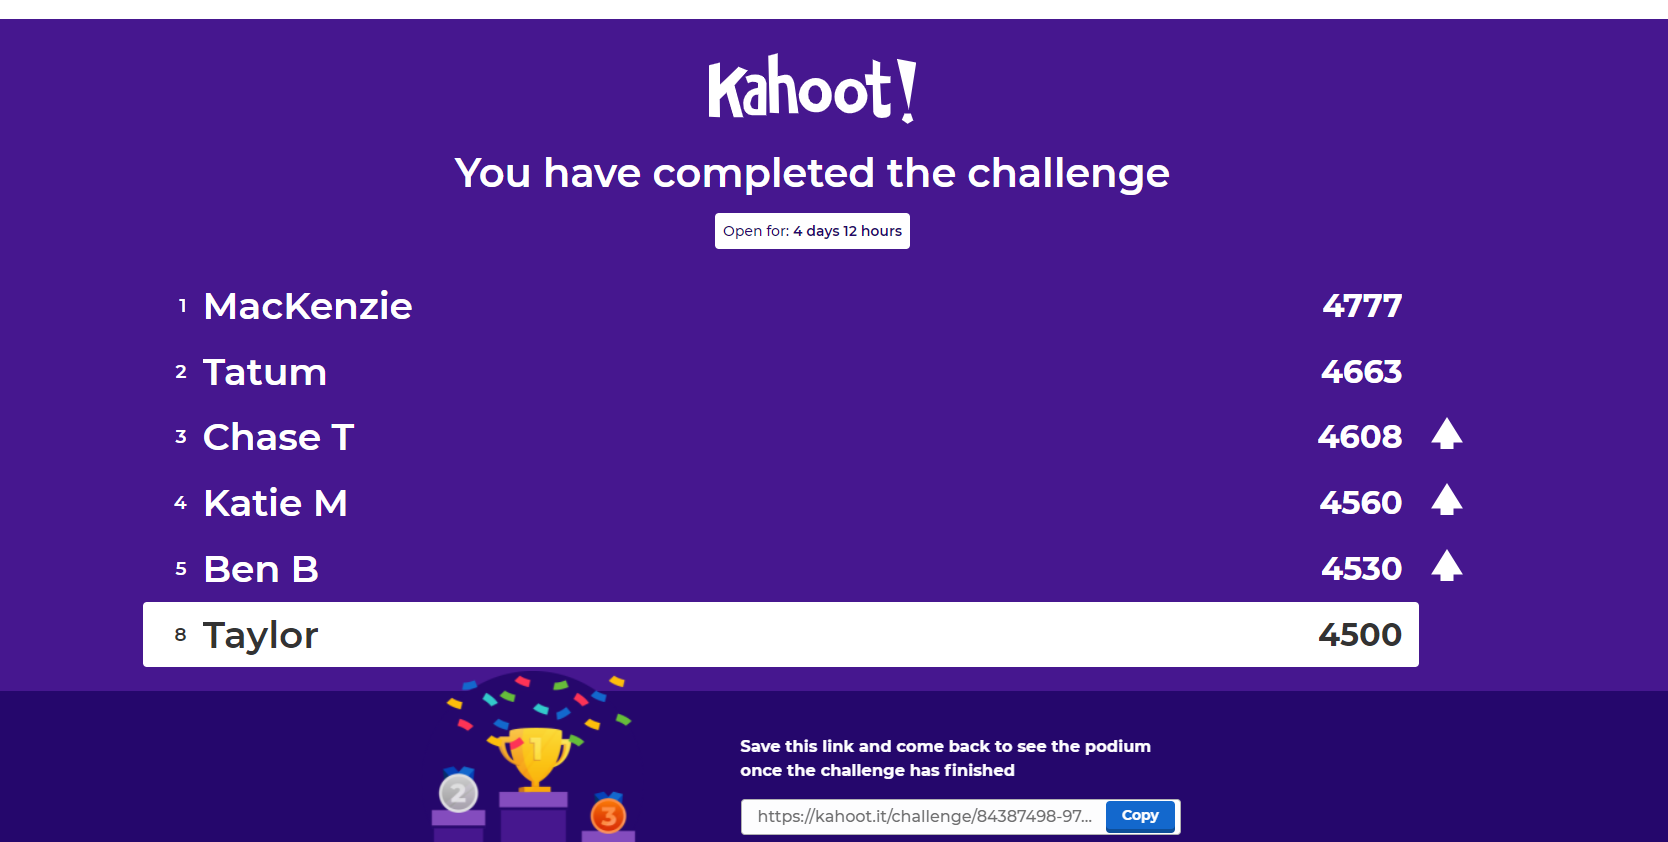 Kahoot!
You have completed the challenge
Open for: 4 days 12 hours
1 MacKenzie 4777
2 Tatum 4663
3 Chase T 4608
4 Katie M 4560
5 Ben B 4530
8 Taylor 4500
1
2
3
Save this link and come back to see the podium
once the challenge has finished
https://kahoot.it/challenge/84387498-97... Copy